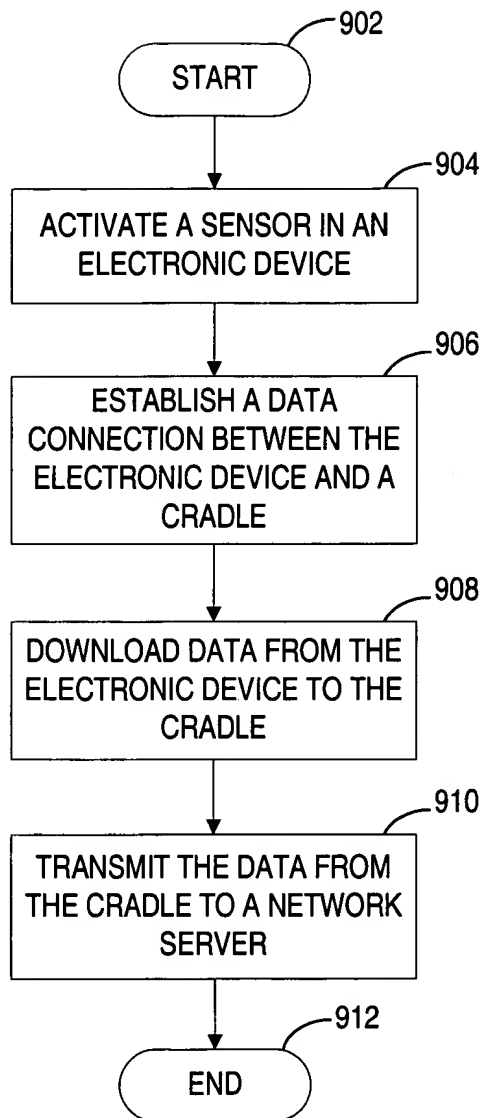 902
START
904
ACTIVATE A SENSOR IN AN
ELECTRONIC DEVICE
906
ESTABLISH A DATA
CONNECTION BETWEEN THE
ELECTRONIC DEVICE AND A
CRADLE
908
DOWNLOAD DATA FROM THE
ELECTRONIC DEVICE TO THE
CRADLE
910
TRANSMIT THE DATA FROM
THE CRADLE TO A NETWORK
SERVER
912
END